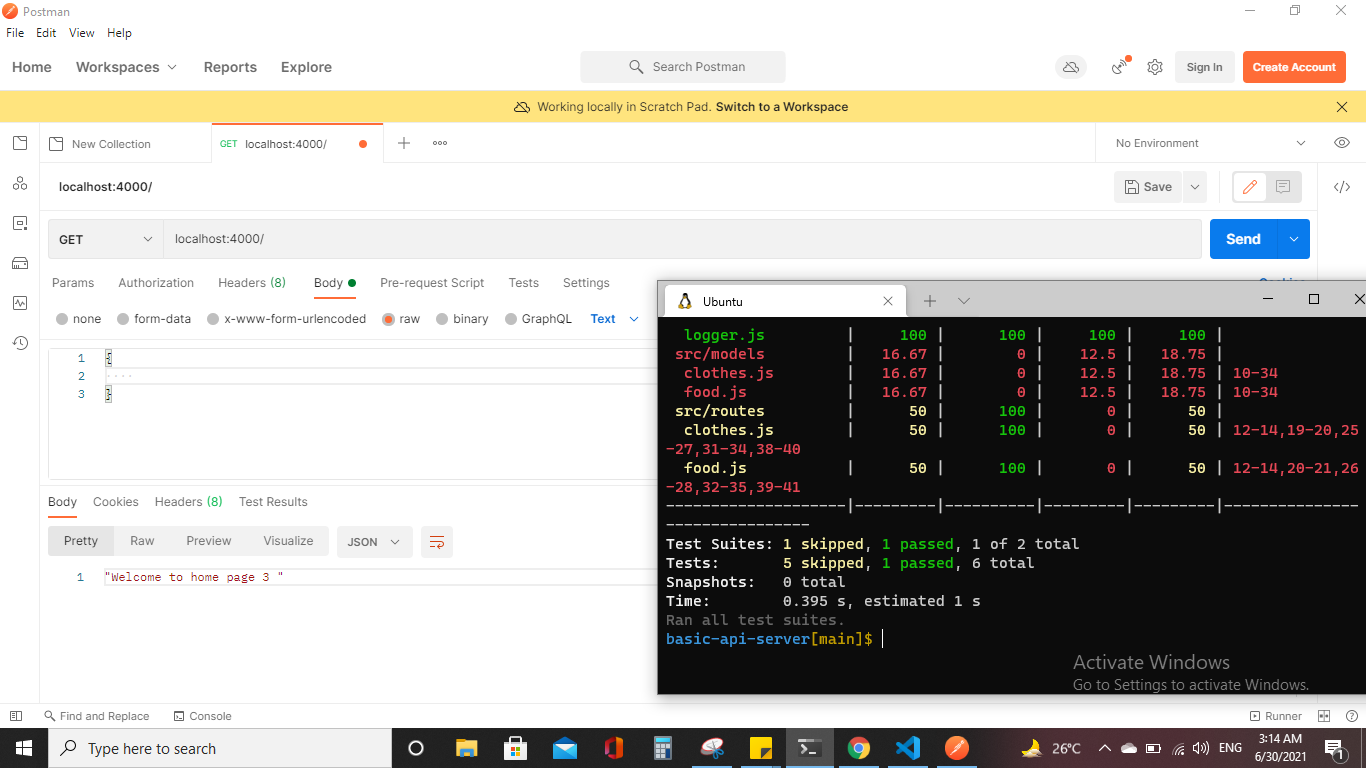 Postman
File Edit View Help
Home Workspaces Reports Explore
Search Postman
Sign In Create Account
Working locally in Scratch Pad. Switch to a Workspace
New Collection
GET localhost:4000/
No Environment
localhost:4000/
Save
GET localhost:4000/
Send
Params Authorization Headers (8) Body Pre-request Script Tests Settings
none form-data x-www-form-urlencoded raw binary GraphQL Text
1 {
2 ····
3 }
Body Cookies Headers (8) Test Results
Pretty Raw Preview Visualize JSON
1 "Welcome to home page 3 "
Ubuntu
logger.js | 100 | 100 | 100 | 100 |
src/models | 16.67 | 0 | 12.5 | 18.75 |
clothes.js | 16.67 | 0 | 12.5 | 18.75 | 10-34
food.js | 16.67 | 0 | 12.5 | 18.75 | 10-34
src/routes | 50 | 100 | 0 | 50 |
clothes.js | 50 | 100 | 0 | 50 | 12-14,19-20,25
-27,31-34,38-40
food.js | 50 | 100 | 0 | 50 | 12-14,20-21,26
-28,32-35,39-41
--------------------|---------|----------|---------|---------|---------------
----------------
Test Suites: 1 skipped, 1 passed, 1 of 2 total
Tests: 5 skipped, 1 passed, 6 total
Snapshots: 0 total
Time: 0.395 s, estimated 1 s
Ran all test suites.
basic-api-server[main]$
Activate Windows
Go to Settings to activate Windows.
Find and Replace Console
Runner
Type here to search
26°C ENG 3:14 AM
6/30/2021
1